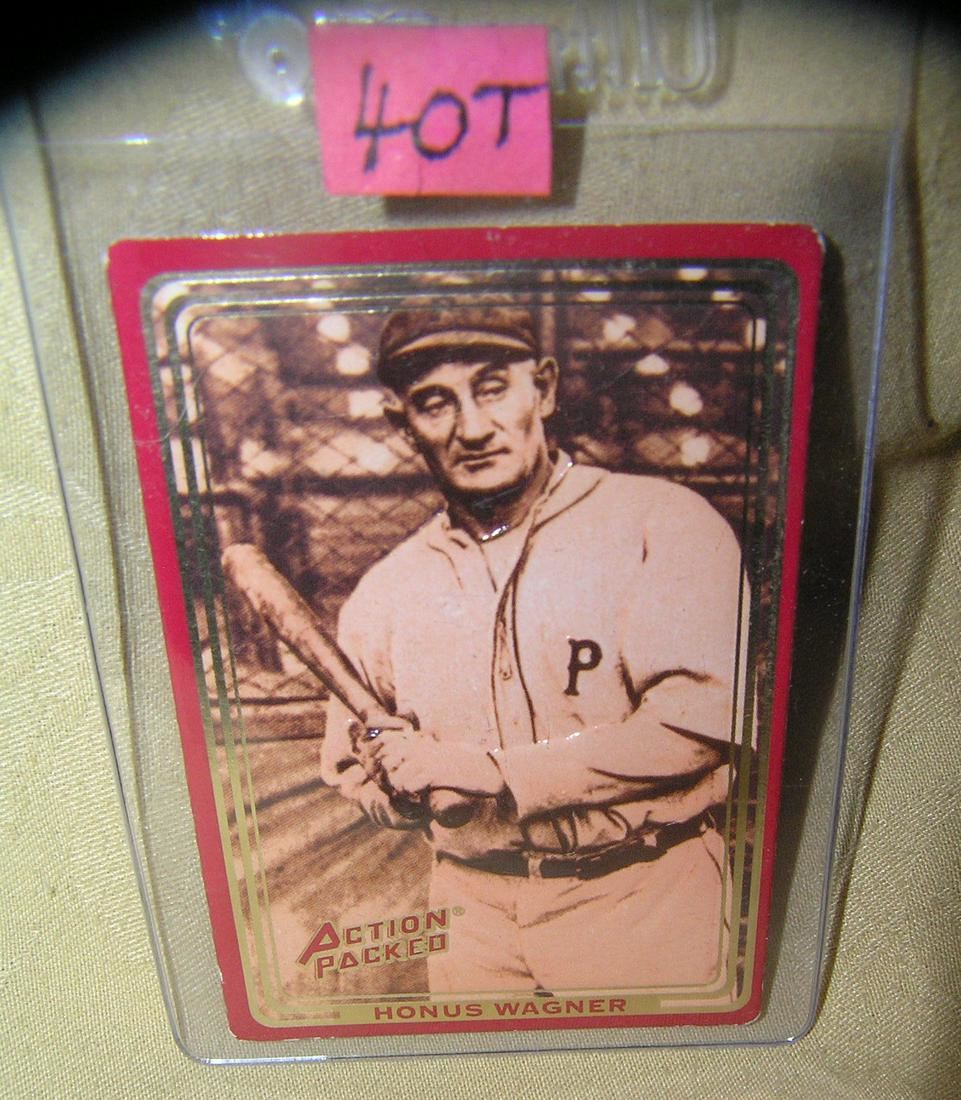 40T
P
ACTION®
PACKED
HONUS WAGNER